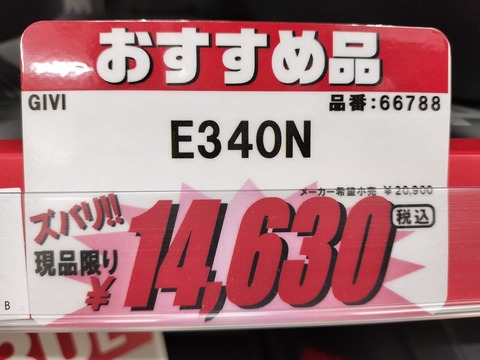 おすすめ品
GIVI
品番:66788
E340N
メーカー希望小売 ¥20,900
ズバリ!!
現品限り
¥14,630
税込
B